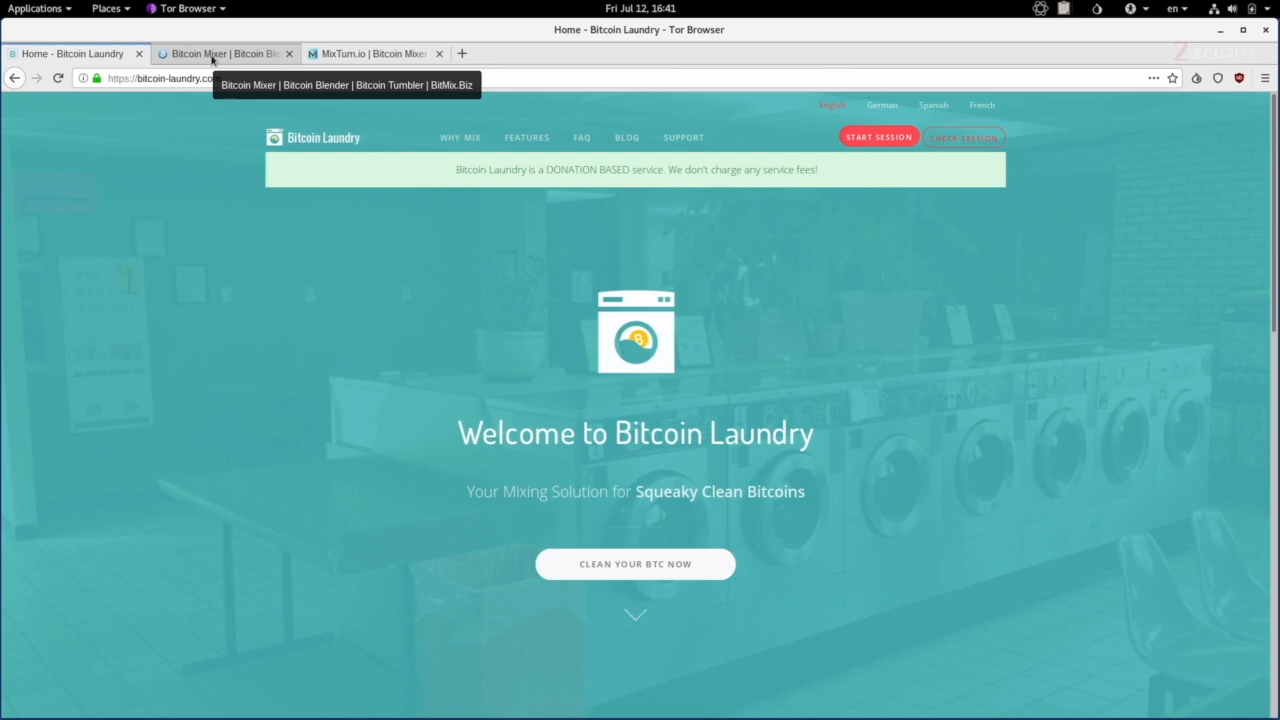 Applications Places Tor Browser Fri Jul 12, 16:41 en
Home - Bitcoin Laundry - Tor Browser
Home - Bitcoin Laundry Bitcoin Mixer | Bitcoin Ble MixTum.io | Bitcoin Mixer
https://bitcoin-laundry.co
Bitcoin Mixer | Bitcoin Blender | Bitcoin Tumbler | BitMix.Biz
English German Spanish French
Bitcoin Laundry WHY MIX FEATURES FAQ BLOG SUPPORT START SESSION CHECK SESSION
Bitcoin Laundry is a DONATION BASED service. We don't charge any service fees!
Welcome to Bitcoin Laundry
Your Mixing Solution for Squeaky Clean Bitcoins
CLEAN YOUR BTC NOW